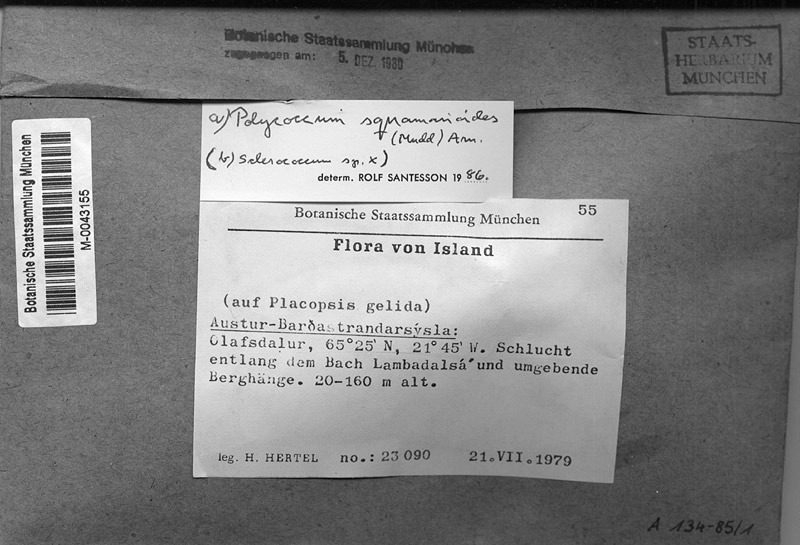 Botanische Staatssammlung München
zugegangen am: 5. DEZ. 1980
STAATS-
HERBARIUM
MÜNCHEN
a) Polycoccum squamarioides
(Mudd) Arn.
(b) Sclerococcum sp. x)
determ. ROLF SANTESSON 1986.
Botanische Staatssammlung München
M-0043155
Botanische Staatssammlung München 55
Flora von Island
(auf Placopsis gelida)
Austur-Barðastrandarsýsla:
Olafsdalur, 65°25' N, 21°45' W. Schlucht
entlang dem Bach Lambadalsá und umgebende
Berghänge. 20-160 m alt.
leg. H. HERTEL no.: 23 090 21.VII.1979
A 134-85/1